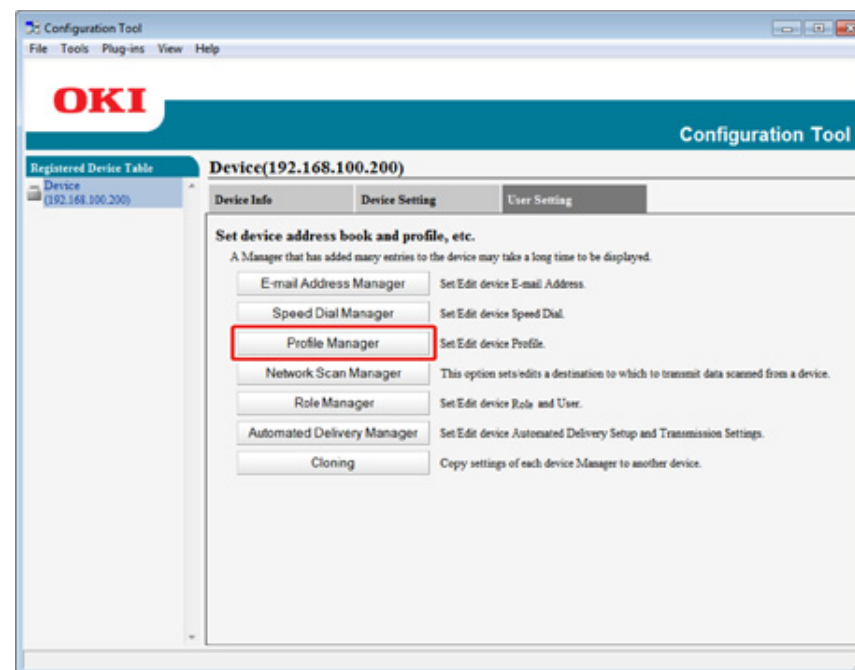 Configuration Tool
File Tools Plug-ins View Help
OKI
Configuration Tool
Registered Device Table
Device
(192.168.100.200)
Device(192.168.100.200)
Device Info Device Setting User Setting
Set device address book and profile, etc.
A Manager that has added many entries to the device may take a long time to be displayed.
E-mail Address Manager Set/Edit device E-mail Address.
Speed Dial Manager Set/Edit device Speed Dial.
Profile Manager Set/Edit device Profile.
Network Scan Manager This option sets/edits a destination to which to transmit data scanned from a device.
Role Manager Set/Edit device Role and User.
Automated Delivery Manager Set/Edit device Automated Delivery Setup and Transmission Settings.
Cloning Copy settings of each device Manager to another device.